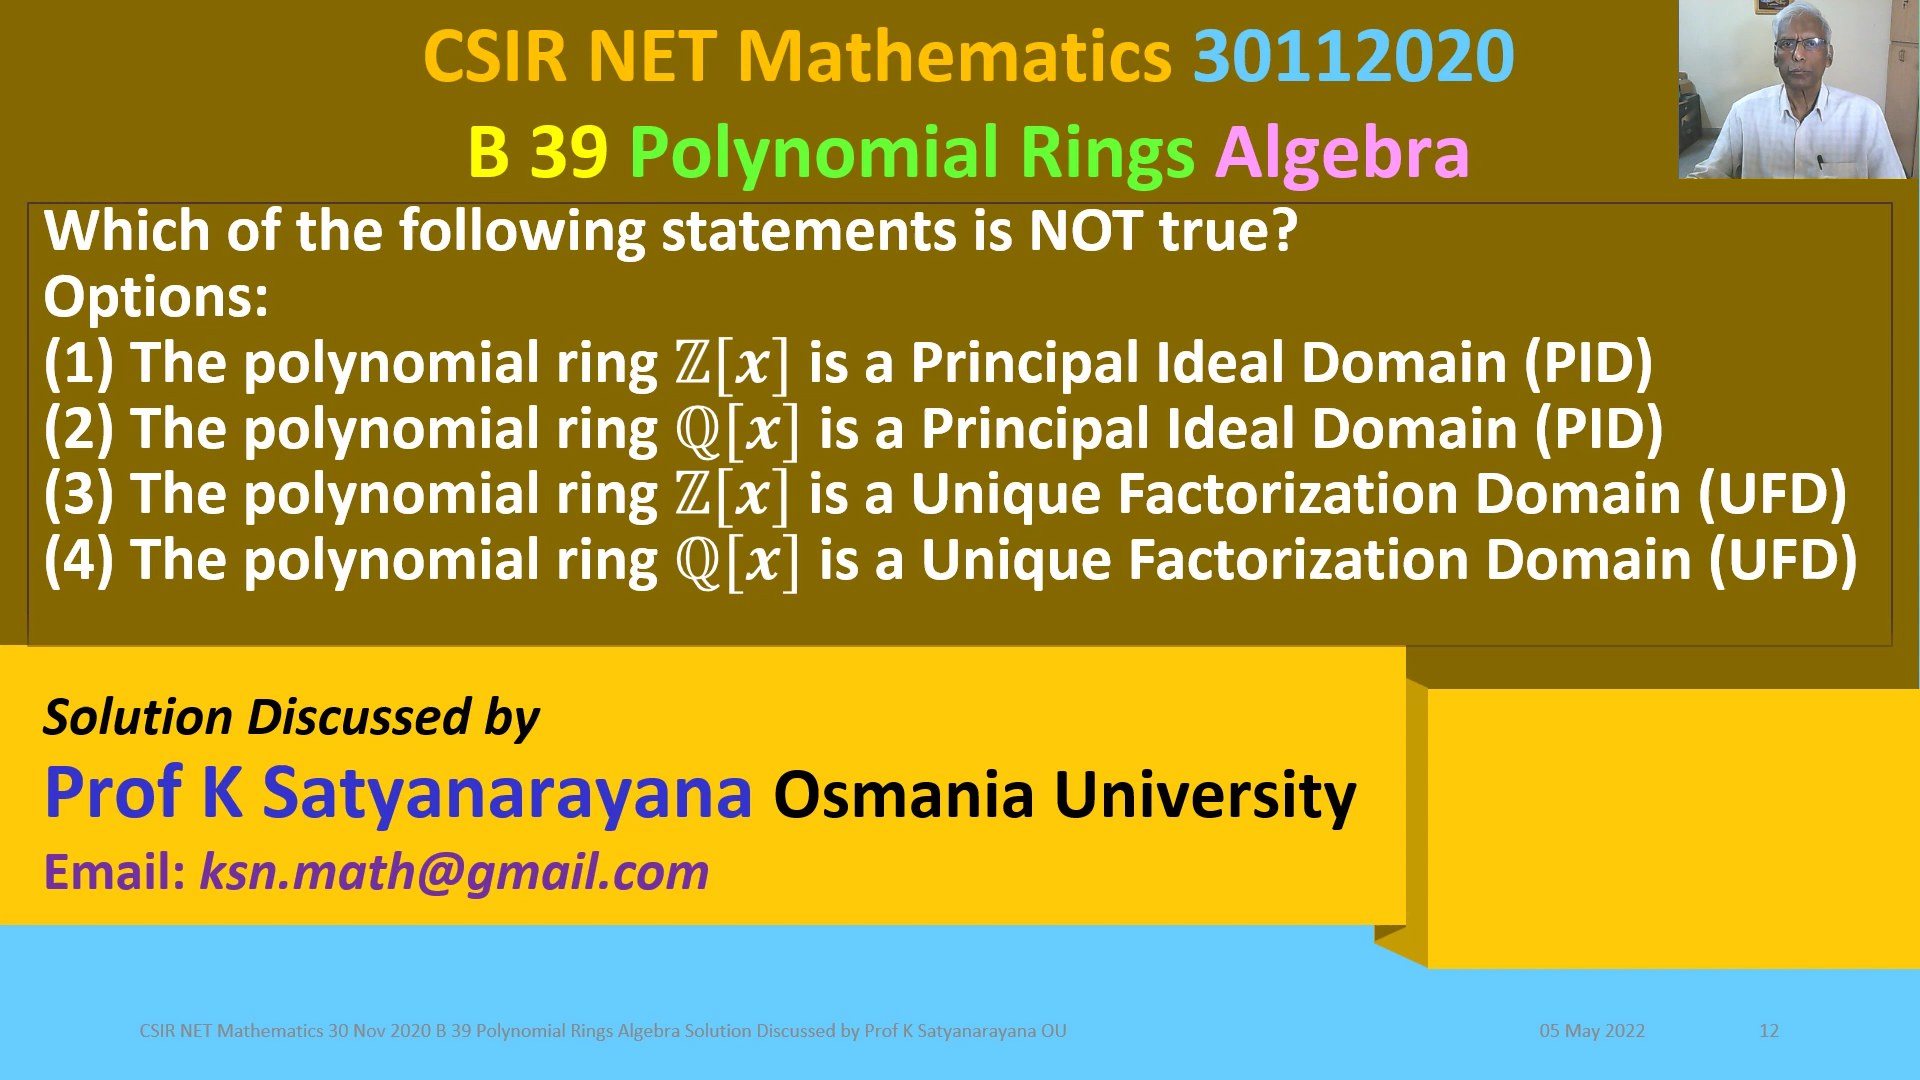 CSIR NET Mathematics 30112020
B 39 Polynomial Rings Algebra
Which of the following statements is NOT true?
Options:
(1) The polynomial ring ℤ[𝒙] is a Principal Ideal Domain (PID)
(2) The polynomial ring ℚ[𝒙] is a Principal Ideal Domain (PID)
(3) The polynomial ring ℤ[𝒙] is a Unique Factorization Domain (UFD)
(4) The polynomial ring ℚ[𝒙] is a Unique Factorization Domain (UFD)
Solution Discussed by
Prof K Satyanarayana Osmania University
Email: ksn.math@gmail.com
CSIR NET Mathematics 30 Nov 2020 B 39 Polynomial Rings Algebra Solution Discussed by Prof K Satyanarayana OU 05 May 2022 12